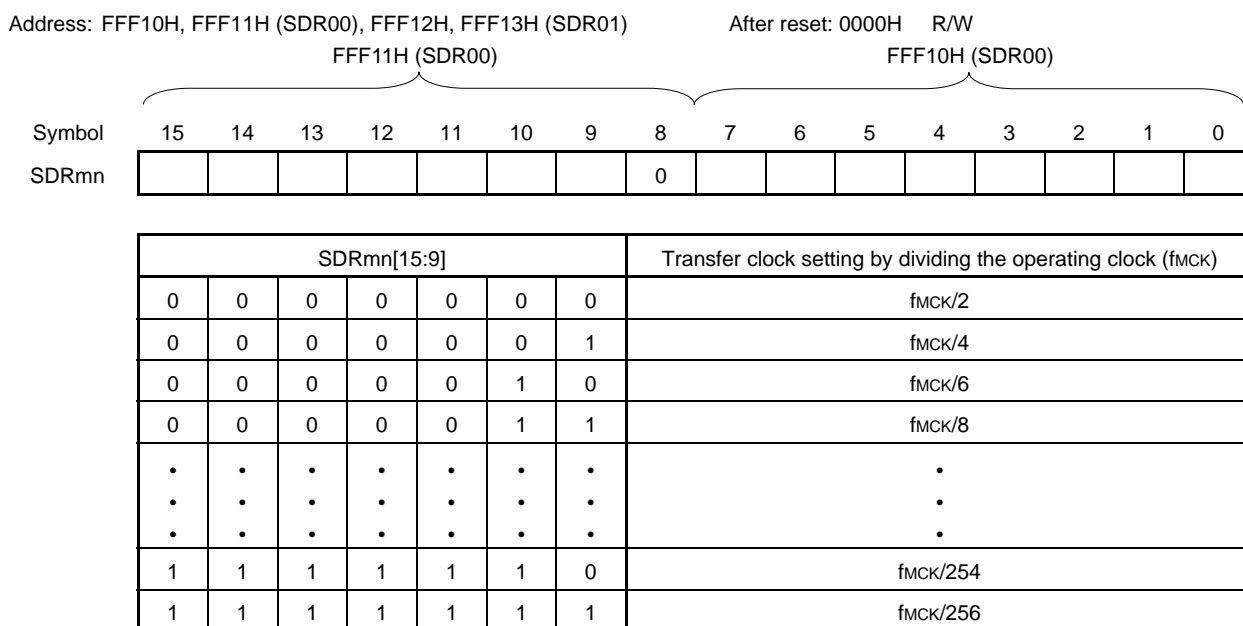 Address: FFF10H, FFF11H (SDR00), FFF12H, FFF13H (SDR01) After reset: 0000H R/W
FFF11H (SDR00) FFF10H (SDR00)
Symbol 15 14 13 12 11 10 9 8 7 6 5 4 3 2 1 0
SDRmn 0
SDRmn[15:9] Transfer clock setting by dividing the operating clock (fMCK)
0 0 0 0 0 0 0 fMCK/2
0 0 0 0 0 0 1 fMCK/4
0 0 0 0 0 1 0 fMCK/6
0 0 0 0 0 1 1 fMCK/8
• • • • • • • •
• • • • • • • •
• • • • • • • •
1 1 1 1 1 1 0 fMCK/254
1 1 1 1 1 1 1 fMCK/256